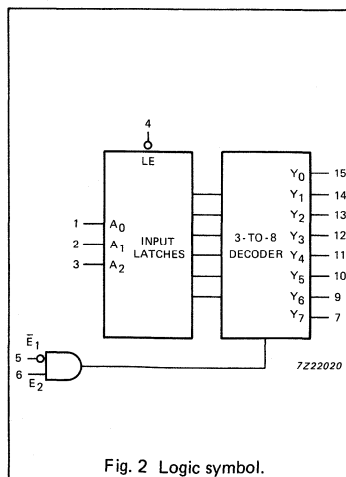 4
LE
Y0 15
Y1 14
1 A0 Y2 13
2 A1 INPUT 3-TO-8 Y3 12
3 A2 LATCHES DECODER Y4 11
Y5 10
Y6 9
Y7 7
Ē1
5
6 E2
7Z22020
Fig. 2 Logic symbol.